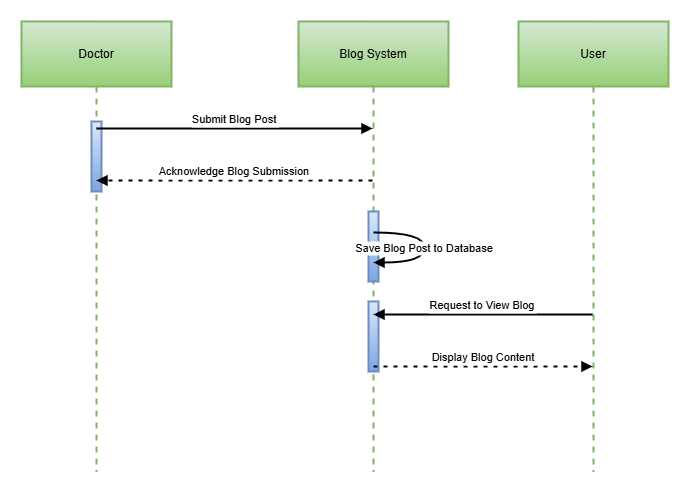 Doctor
Blog System
User
Submit Blog Post
Acknowledge Blog Submission
Save Blog Post to Database
Request to View Blog
Display Blog Content